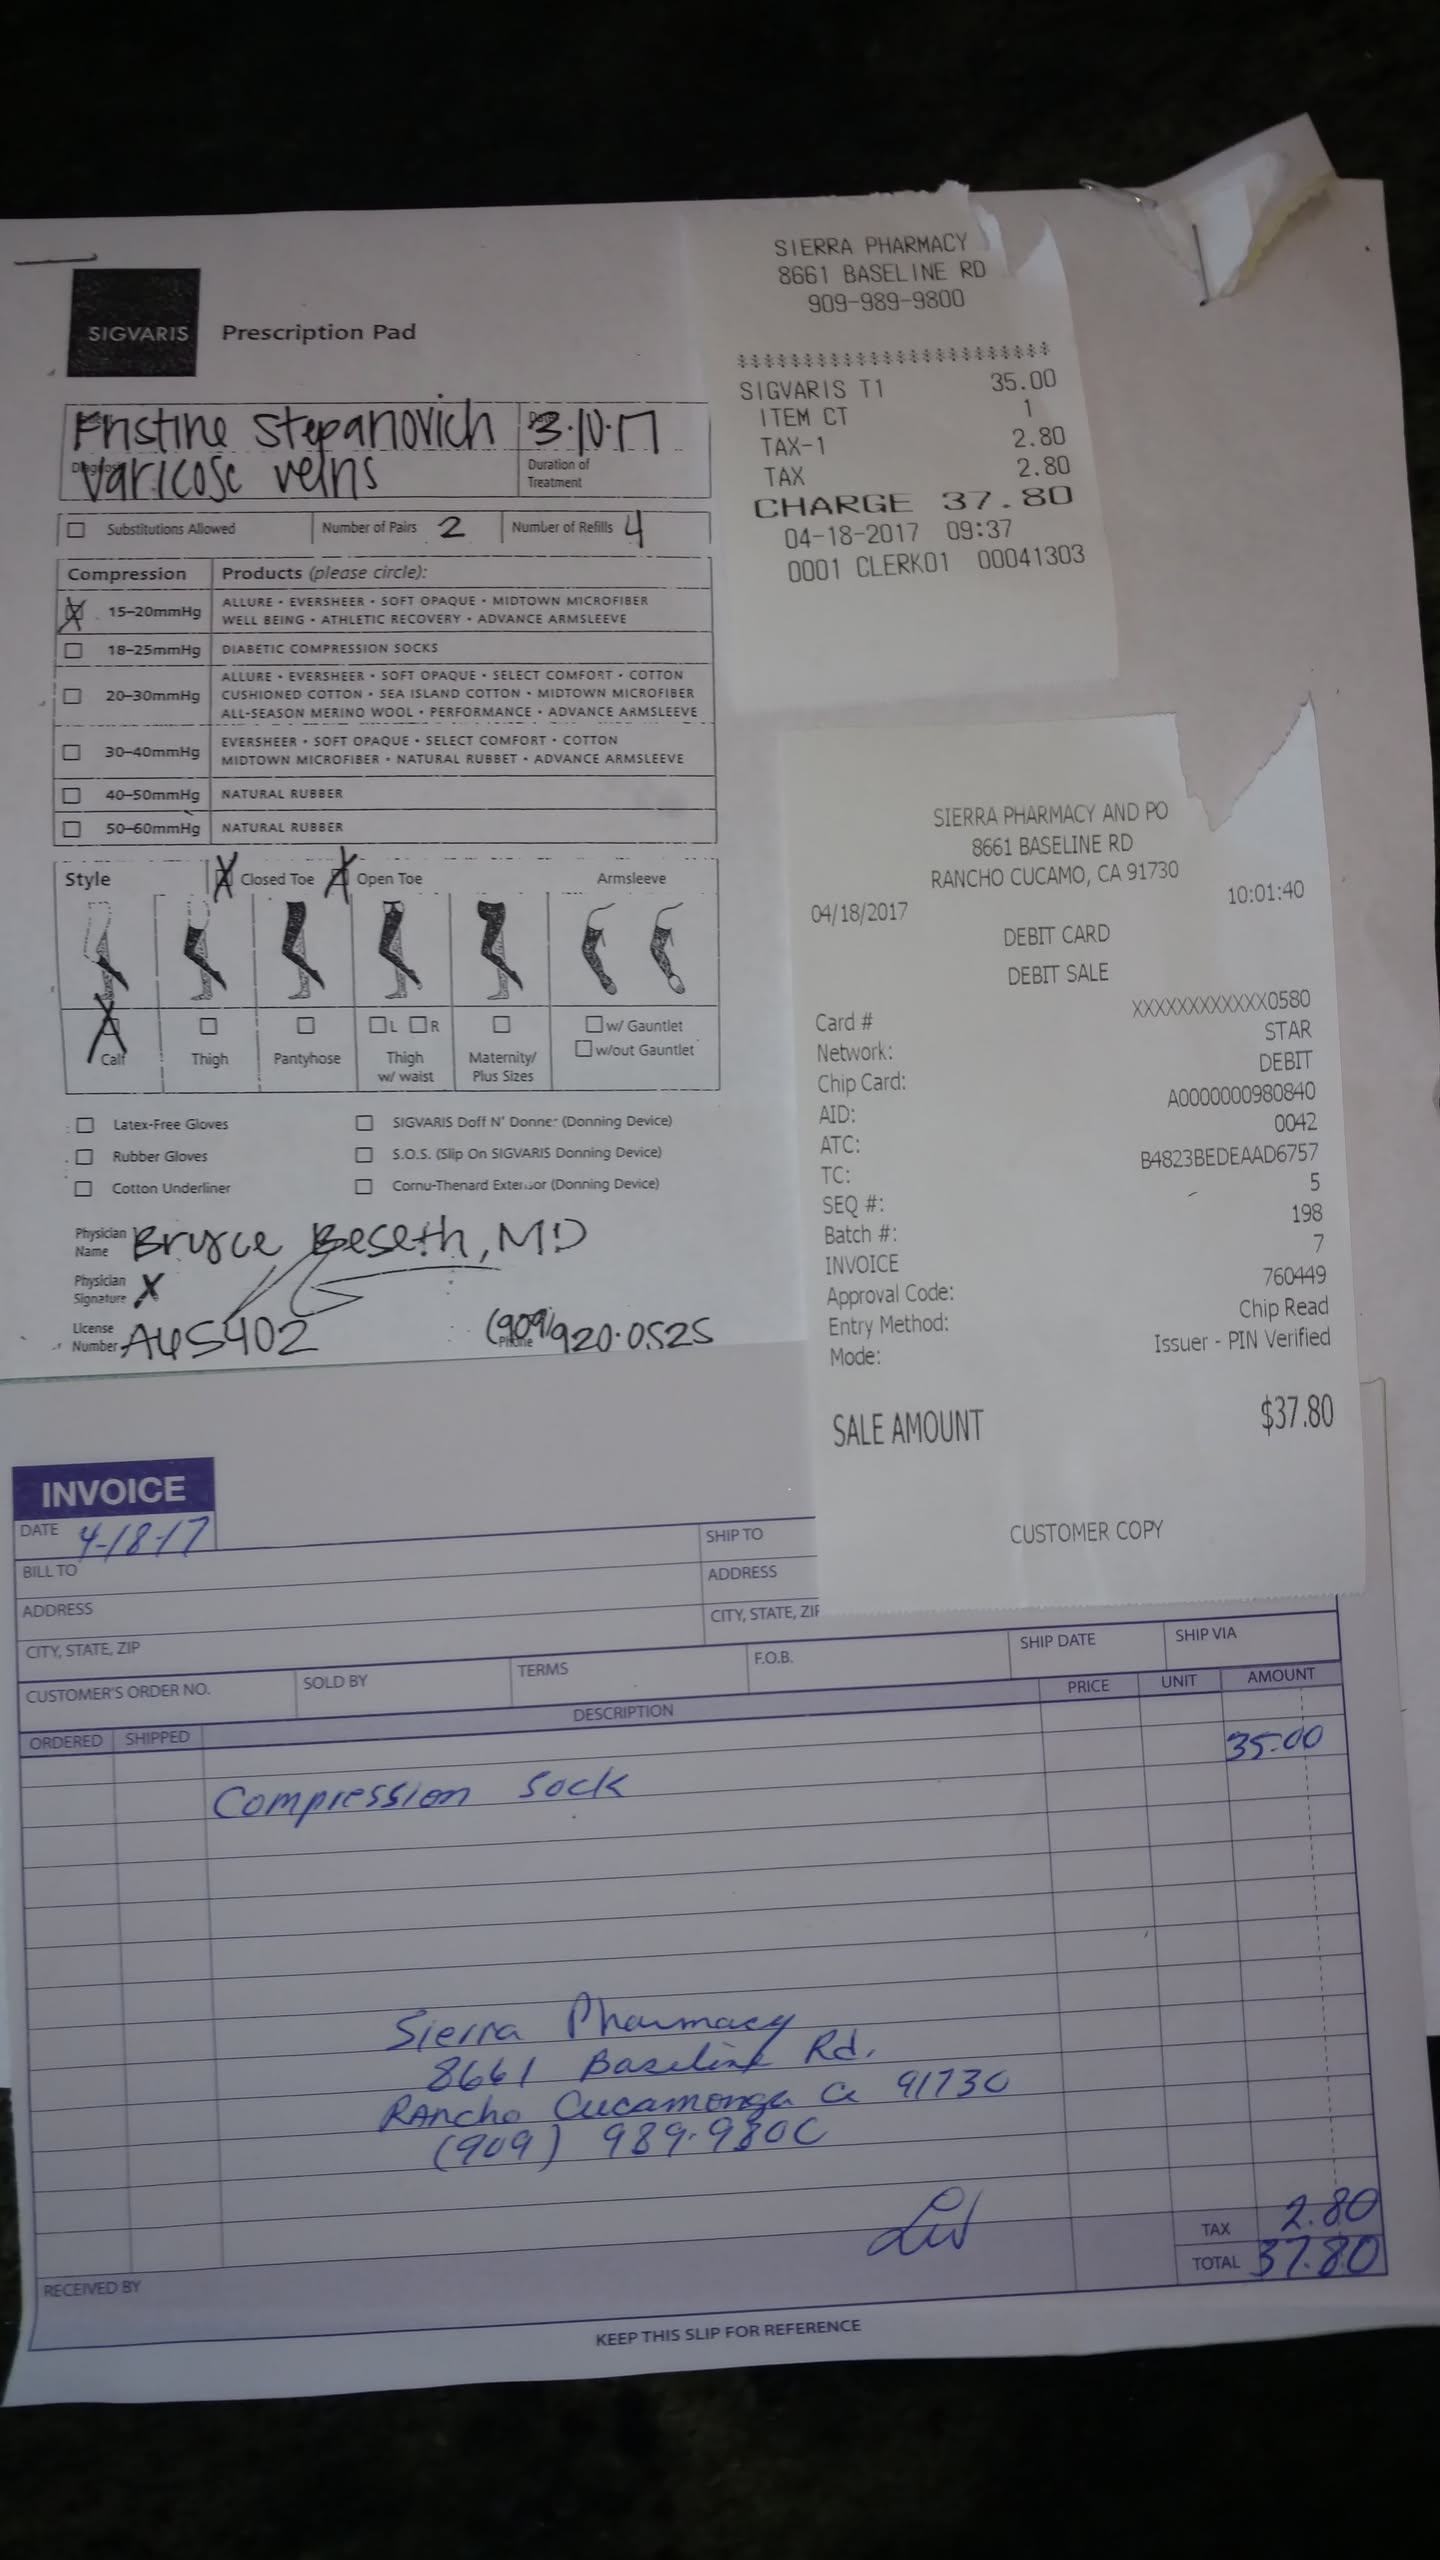 SIGVARIS Prescription Pad
Kristine Stepanovich 3.10.17
Varicose veins
Duration of
Treatment
Substitutions Allowed Number of Pairs 2 Number of Refills 4
Compression Products (please circle):
15–20mmHg ALLURE • EVERSHEER • SOFT OPAQUE • MIDTOWN MICROFIBER
WELL BEING • ATHLETIC RECOVERY • ADVANCE ARMSLEEVE
18–25mmHg DIABETIC COMPRESSION SOCKS
20–30mmHg ALLURE • EVERSHEER • SOFT OPAQUE • SELECT COMFORT • COTTON
CUSHIONED COTTON • SEA ISLAND COTTON • MIDTOWN MICROFIBER
ALL-SEASON MERINO WOOL • PERFORMANCE • ADVANCE ARMSLEEVE
30–40mmHg EVERSHEER • SOFT OPAQUE • SELECT COMFORT • COTTON
MIDTOWN MICROFIBER • NATURAL RUBBET • ADVANCE ARMSLEEVE
40–50mmHg NATURAL RUBBER
50–60mmHg NATURAL RUBBER
Style X Closed Toe X Open Toe Armsleeve
X Calf Thigh Pantyhose L R Thigh w/ waist Maternity/ Plus Sizes w/ Gauntlet
w/out Gauntlet
Latex-Free Gloves SIGVARIS Doff N' Donner (Donning Device)
Rubber Gloves S.O.S. (Slip On SIGVARIS Donning Device)
Cotton Underliner Cornu-Thenard Extensor (Donning Device)
Physician Name Bryce Beseth, MD
Physician Signature X
License Number Phone (909) 920.0525
SIERRA PHARMACY
8661 BASELINE RD
909-989-9800
SIGVARIS T1 35.00
ITEM CT 1
TAX-1 2.80
TAX 2.80
CHARGE 37.80
04-18-2017 09:37
0001 CLERK01 00041303
SIERRA PHARMACY AND PO
8661 BASELINE RD
RANCHO CUCAMO, CA 91730
04/18/2017 10:01:40
DEBIT CARD
DEBIT SALE
Card # XXXXXXXXXXXX0580
Network: STAR
Chip Card: DEBIT
AID: A0000000980840
ATC: 0042
TC: B4823BEDEAAD6757
SEQ #: 5
Batch #: 198
INVOICE 7
Approval Code: 760449
Entry Method: Chip Read
Mode: Issuer - PIN Verified
SALE AMOUNT $37.80
CUSTOMER COPY
INVOICE
DATE 4-18-17
BILL TO SHIP TO
ADDRESS ADDRESS
CITY, STATE, ZIP CITY, STATE, ZIP
CUSTOMER'S ORDER NO. SOLD BY TERMS F.O.B. SHIP DATE SHIP VIA
ORDERED SHIPPED DESCRIPTION PRICE UNIT AMOUNT
Compression Sock 35.00
Sierra Pharmacy
8661 Baseline Rd.
Rancho Cucamonga Ca 91730
(909) 989-9800
TAX 2.80
TOTAL 37.80
RECEIVED BY
KEEP THIS SLIP FOR REFERENCE